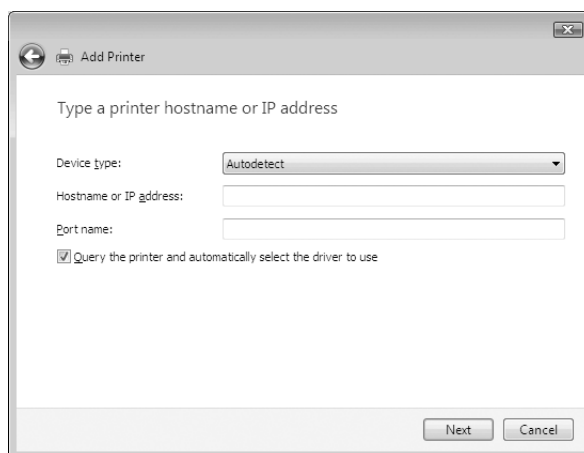 Add Printer
Type a printer hostname or IP address
Device type: Autodetect
Hostname or IP address:
Port name:
Query the printer and automatically select the driver to use
Next Cancel